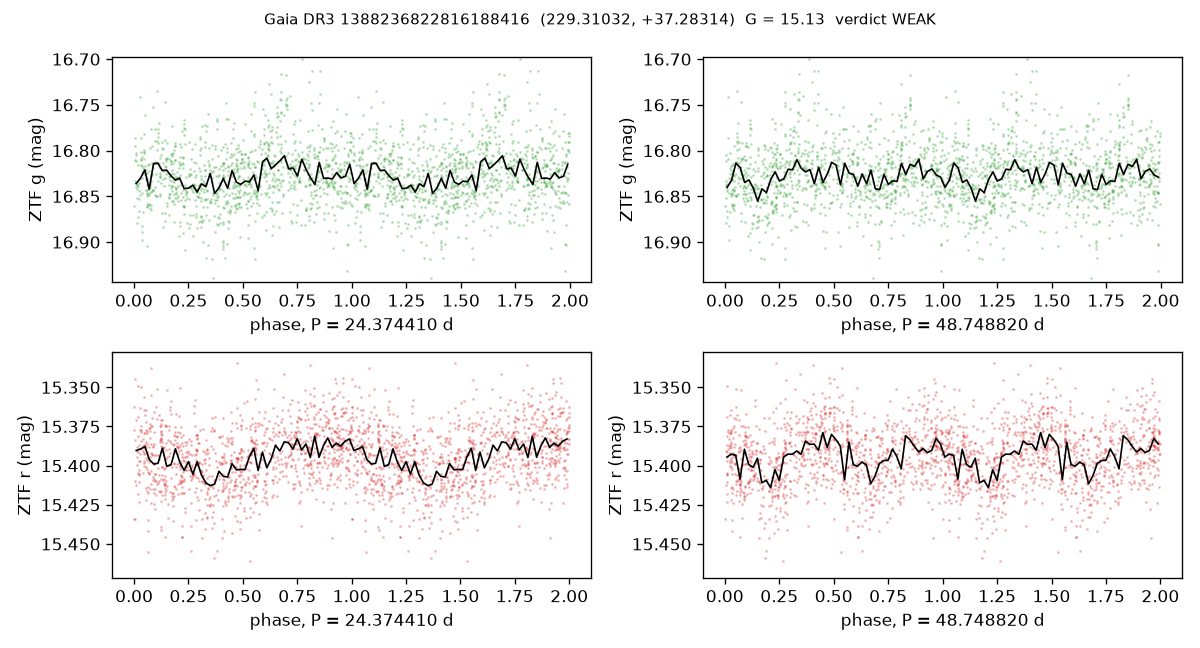 Gaia DR3 1388236822816188416  (229.31032, +37.28314)  G = 15.13  verdict WEAK
16.70
16.75
16.80
16.85
16.90
ZTF g (mag)
0.00 0.25 0.50 0.75 1.00 1.25 1.50 1.75 2.00
phase, P = 24.374410 d
16.70
16.75
16.80
16.85
16.90
ZTF g (mag)
0.00 0.25 0.50 0.75 1.00 1.25 1.50 1.75 2.00
phase, P = 48.748820 d
15.350
15.375
15.400
15.425
15.450
ZTF r (mag)
0.00 0.25 0.50 0.75 1.00 1.25 1.50 1.75 2.00
phase, P = 24.374410 d
15.350
15.375
15.400
15.425
15.450
ZTF r (mag)
0.00 0.25 0.50 0.75 1.00 1.25 1.50 1.75 2.00
phase, P = 48.748820 d